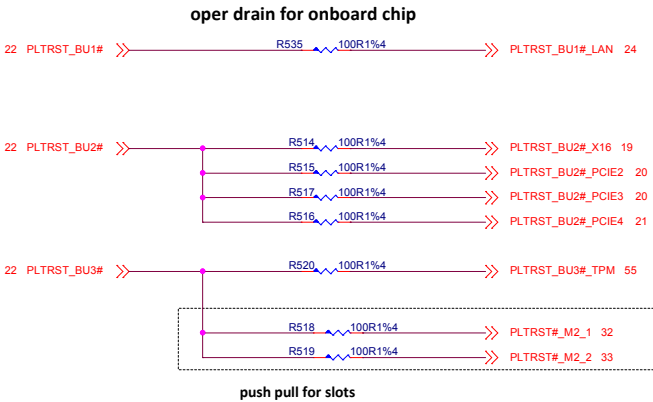 oper drain for onboard chip
22 PLTRST_BU1# R535 100R1%4 PLTRST_BU1#_LAN 24
22 PLTRST_BU2# R514 100R1%4 PLTRST_BU2#_X16 19
R515 100R1%4 PLTRST_BU2#_PCIE2 20
R517 100R1%4 PLTRST_BU2#_PCIE3 20
R516 100R1%4 PLTRST_BU2#_PCIE4 21
22 PLTRST_BU3# R520 100R1%4 PLTRST_BU3#_TPM 55
R518 100R1%4 PLTRST#_M2_1 32
R519 100R1%4 PLTRST#_M2_2 33
push pull for slots